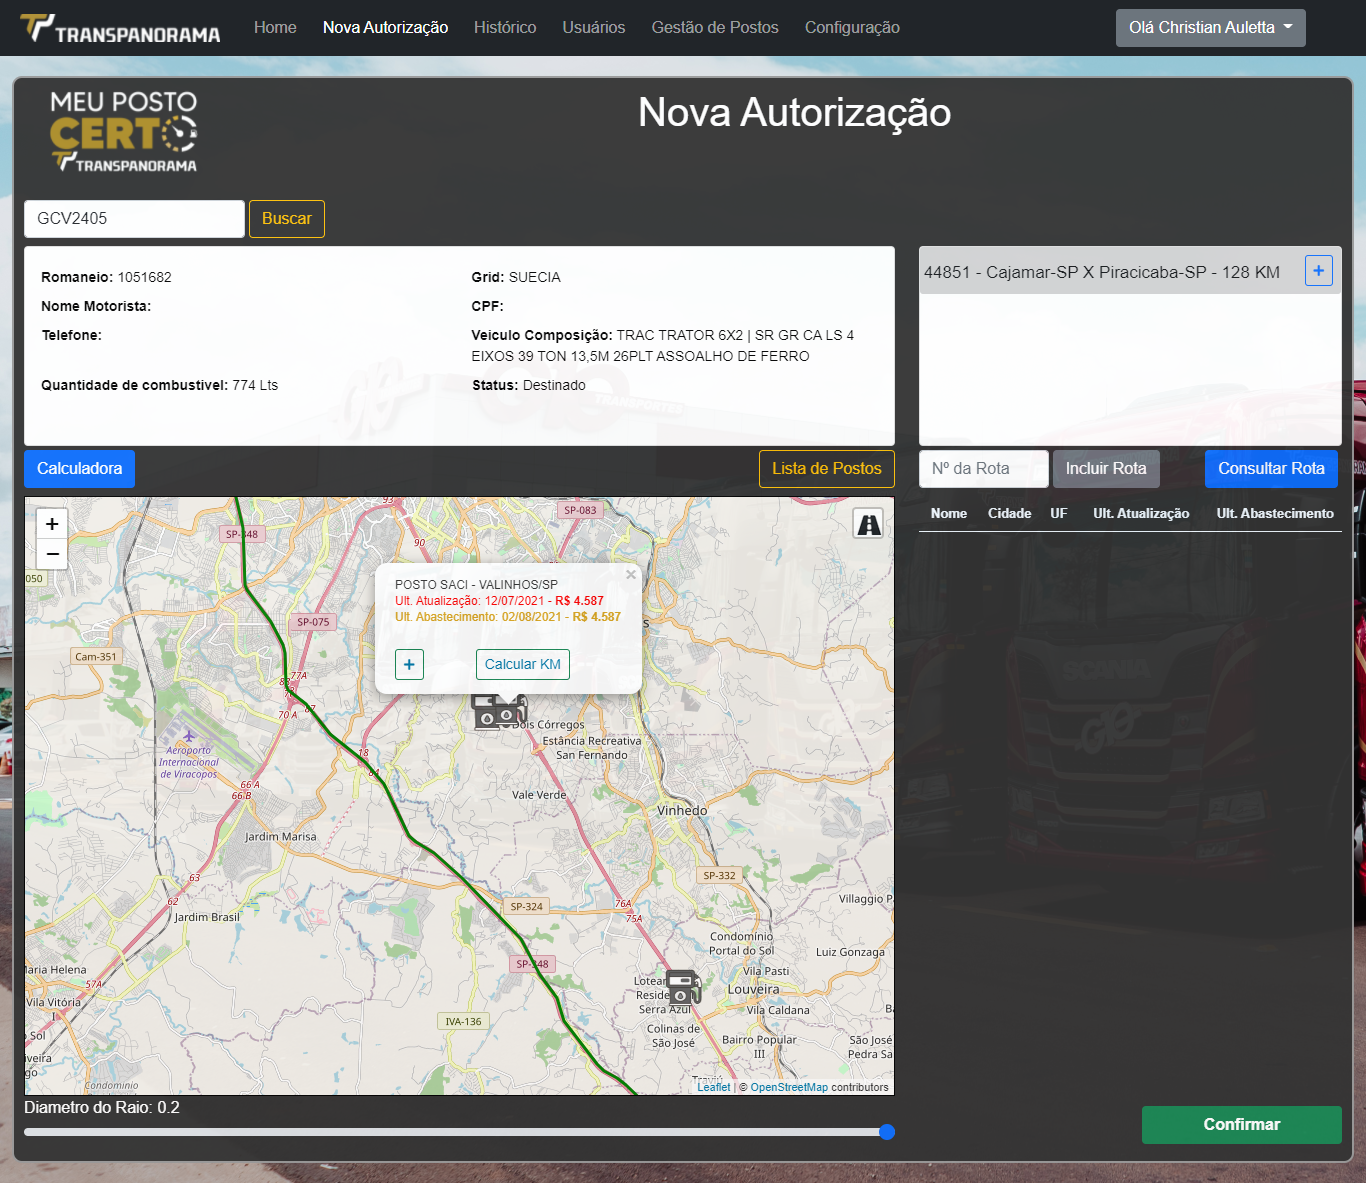 TRANSPANORAMA
Home
Nova Autorização
Histórico
Usuários
Gestão de Postos
Configuração
Olá Christian Auletta
MEU POSTO
CERTO
TRANSPANORAMA
Nova Autorização
GCV2405
Buscar
Romaneio: 1051682
Grid: SUECIA
Nome Motorista:
CPF:
Telefone:
Veiculo Composição: TRAC TRATOR 6X2 | SR GR CA LS 4
EIXOS 39 TON 13,5M 26PLT ASSOALHO DE FERRO
Quantidade de combustivel: 774 Lts
Status: Destinado
44851 - Cajamar-SP X Piracicaba-SP - 128 KM
+
Calculadora
Lista de Postos
Nº da Rota
Incluir Rota
Consultar Rota
Nome
Cidade
UF
Ult. Atualização
Ult. Abastecimento
+
−
93
SP-083
SP-348
90
050
POSTO SACI - VALINHOS/SP
Ult. Atualização: 12/07/2021 - R$ 4.587
Ult. Abastecimento: 02/08/2021 - R$ 4.587
+
Calcular KM
×
SP-075
Cam-351
77A
70 A
67
Dois Córregos
Estância Recreativa
San Fernando
Aeroporto
Internacional
de Viracopos
18
64
66 A
66 B
Vale Verde
Vinhedo
Jardim Marisa
63
62
SP-332
76A
75A
Villaggio P
SP-324
Jardim Brasil
Condomínio
Portal do Sol
Luiz Gonzaga
SP-348
Maria Helena
57A
Vila Pasti
Louveira
Lotear
Reside
Serra Azul
Vila Caldana
Vila Vitória
IVA-136
Colinas de
São José
Bairro Popular
III
São José
Pedra Sa
Sol
Condominio
Leaflet | © OpenStreetMap contributors
Diametro do Raio: 0.2
Confirmar
SCANIA
G10
TRANSPORTES